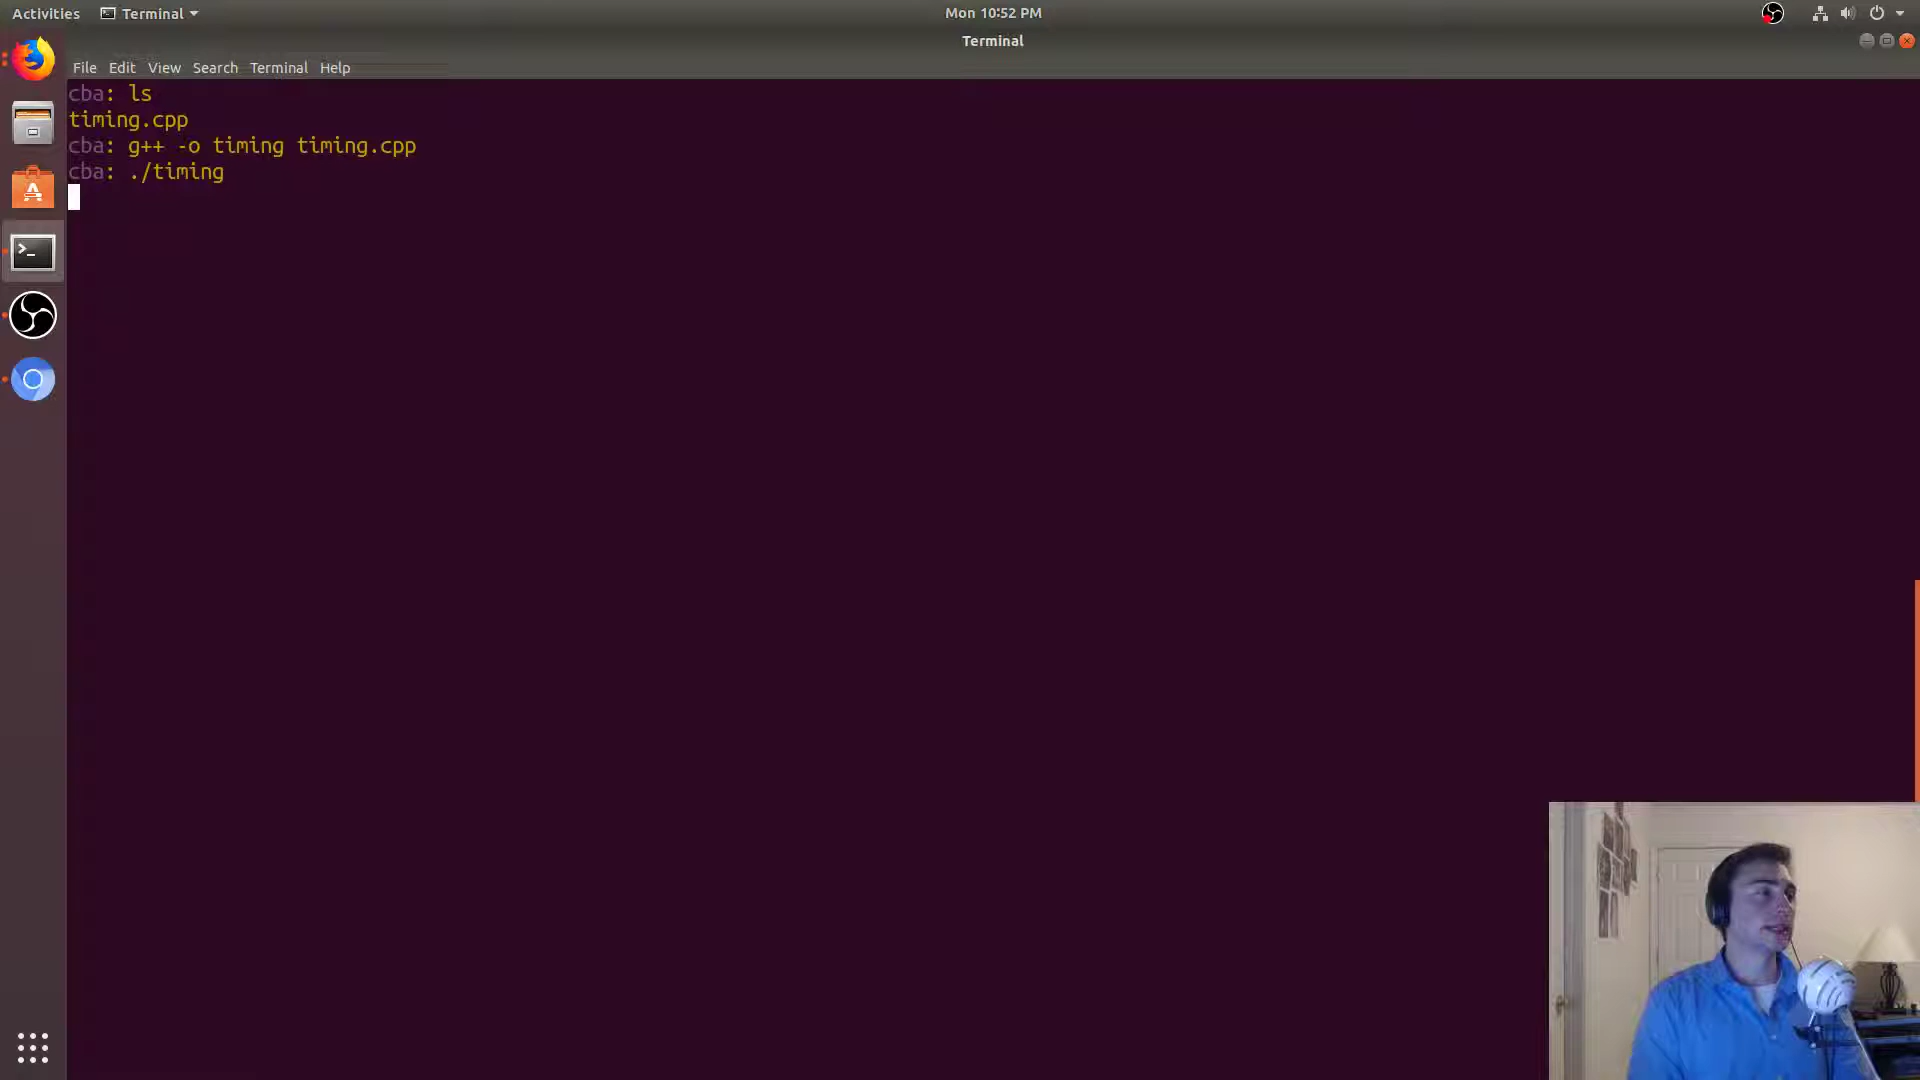 Activities
Terminal
Mon 10:52 PM
Terminal
File Edit View Search Terminal Help
cba: ls
timing.cpp
cba: g++ -o timing timing.cpp
cba: ./timing